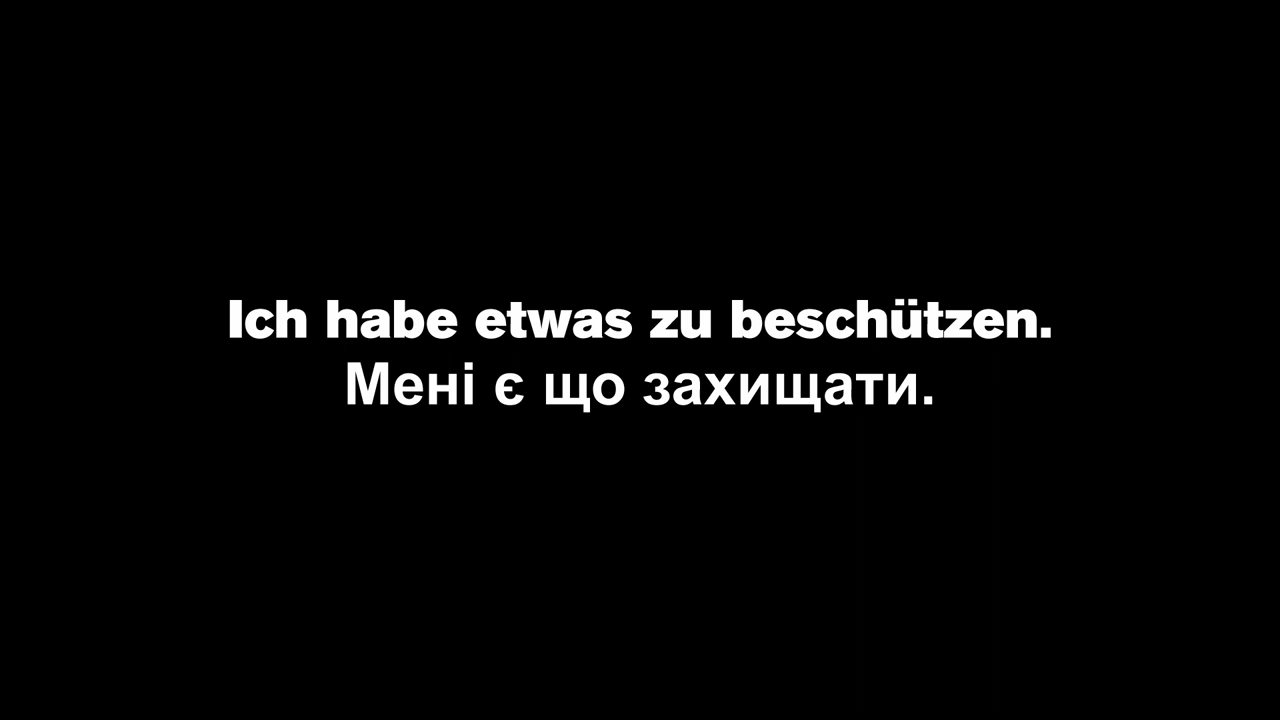 Ich habe etwas zu beschützen.
Мені є що захищати.